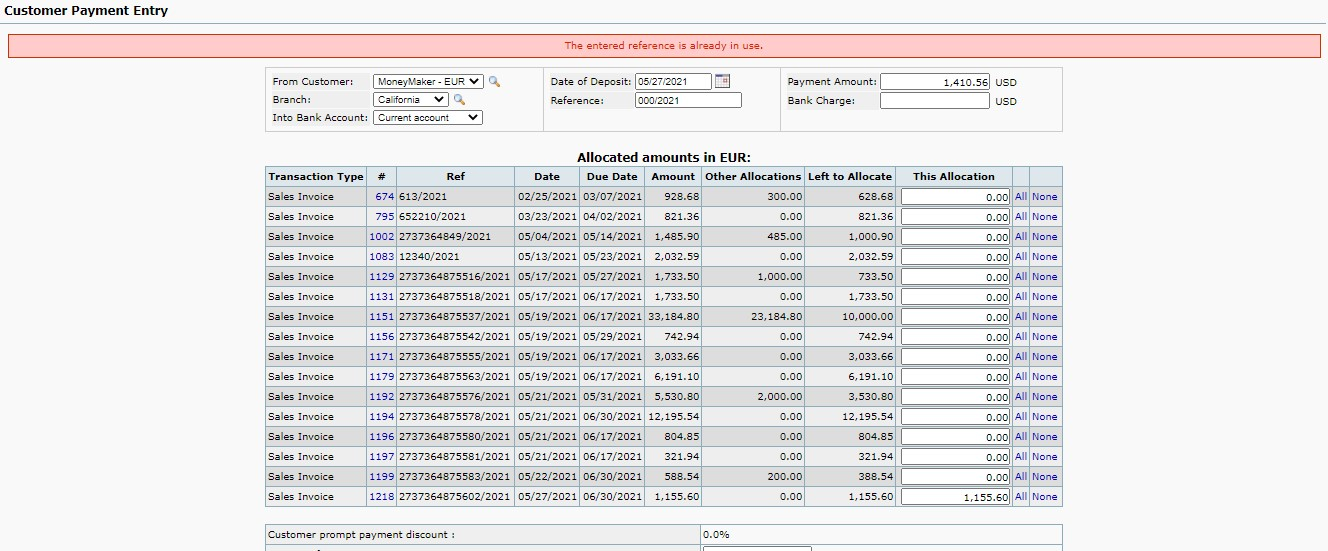 Customer Payment Entry
The entered reference is already in use.
From Customer: MoneyMaker - EUR Date of Deposit: 05/27/2021 Payment Amount: 1,410.56 USD
Branch: California Reference: 000/2021 Bank Charge: USD
Into Bank Account: Current account
Allocated amounts in EUR:
Transaction Type # Ref Date Due Date Amount Other Allocations Left to Allocate This Allocation
Sales Invoice 674 613/2021 02/25/2021 03/07/2021 928.68 300.00 628.68 0.00 All None
Sales Invoice 795 652210/2021 03/23/2021 04/02/2021 821.36 0.00 821.36 0.00 All None
Sales Invoice 1002 2737364849/2021 05/04/2021 05/14/2021 1,485.90 485.00 1,000.90 0.00 All None
Sales Invoice 1083 12340/2021 05/13/2021 05/23/2021 2,032.59 0.00 2,032.59 0.00 All None
Sales Invoice 1129 2737364875516/2021 05/17/2021 05/27/2021 1,733.50 1,000.00 733.50 0.00 All None
Sales Invoice 1131 2737364875518/2021 05/17/2021 06/17/2021 1,733.50 0.00 1,733.50 0.00 All None
Sales Invoice 1151 2737364875537/2021 05/19/2021 06/17/2021 33,184.80 23,184.80 10,000.00 0.00 All None
Sales Invoice 1156 2737364875542/2021 05/19/2021 05/29/2021 742.94 0.00 742.94 0.00 All None
Sales Invoice 1171 2737364875555/2021 05/19/2021 06/17/2021 3,033.66 0.00 3,033.66 0.00 All None
Sales Invoice 1179 2737364875563/2021 05/19/2021 06/17/2021 6,191.10 0.00 6,191.10 0.00 All None
Sales Invoice 1192 2737364875576/2021 05/21/2021 05/31/2021 5,530.80 2,000.00 3,530.80 0.00 All None
Sales Invoice 1194 2737364875578/2021 05/21/2021 06/30/2021 12,195.54 0.00 12,195.54 0.00 All None
Sales Invoice 1196 2737364875580/2021 05/21/2021 06/17/2021 804.85 0.00 804.85 0.00 All None
Sales Invoice 1197 2737364875581/2021 05/21/2021 06/17/2021 321.94 0.00 321.94 0.00 All None
Sales Invoice 1199 2737364875583/2021 05/22/2021 06/30/2021 588.54 200.00 388.54 0.00 All None
Sales Invoice 1218 2737364875602/2021 05/27/2021 06/30/2021 1,155.60 0.00 1,155.60 1,155.60 All None
Customer prompt payment discount : 0.0%